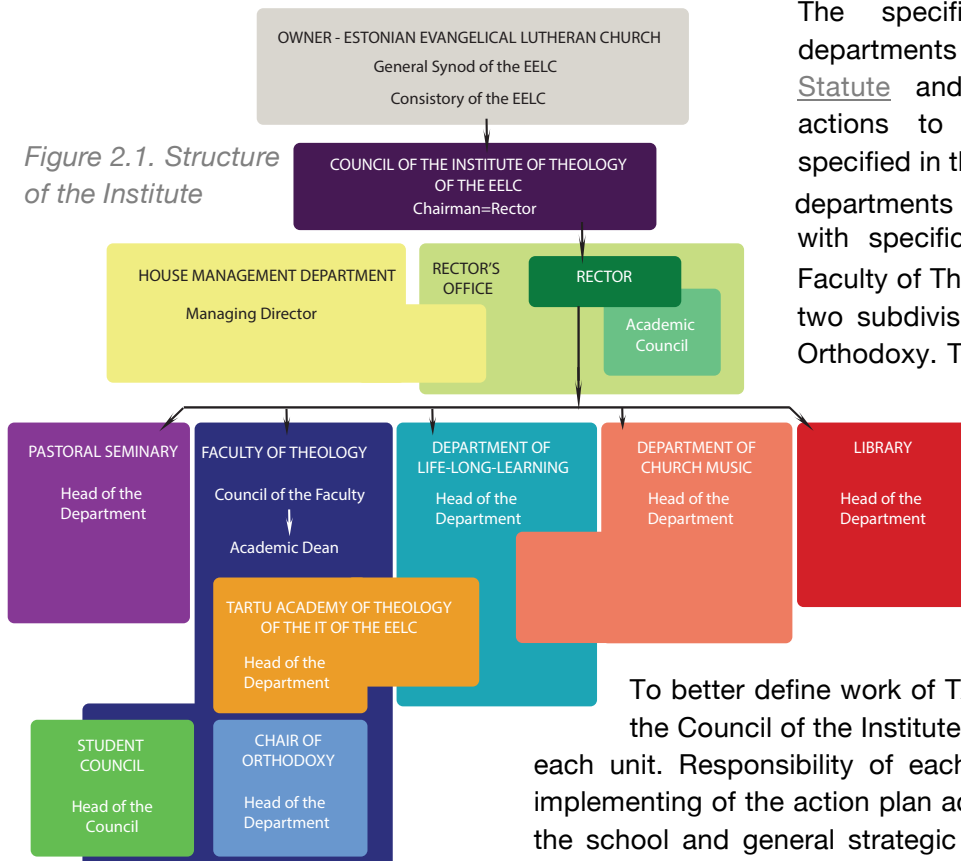 OWNER - ESTONIAN EVANGELICAL LUTHERAN CHURCH
General Synod of the EELC
Consistory of the EELC
Figure 2.1. Structure
of the Institute
COUNCIL OF THE INSTITUTE OF THEOLOGY
OF THE EELC
Chairman=Rector
HOUSE MANAGEMENT DEPARTMENT
Managing Director
RECTOR'S
OFFICE
RECTOR
Academic
Council
PASTORAL SEMINARY
Head of the
Department
FACULTY OF THEOLOGY
Council of the Faculty
Academic Dean
TARTU ACADEMY OF THEOLOGY
OF THE IT OF THE EELC
Head of the
Department
DEPARTMENT OF
LIFE-LONG-LEARNING
Head of the
Department
DEPARTMENT OF
CHURCH MUSIC
Head of the
Department
LIBRARY
Head of the
Department
STUDENT
COUNCIL
Head of the
Council
CHAIR OF
ORTHODOXY
Head of the
Department
The
departments
Statute and
actions to
specified in
departments
with
Faculty of
two
Orthodoxy.
To better define work of
the Council of the Institute
each unit. Responsibility of each
implementing of the action plan
the school and general strategic